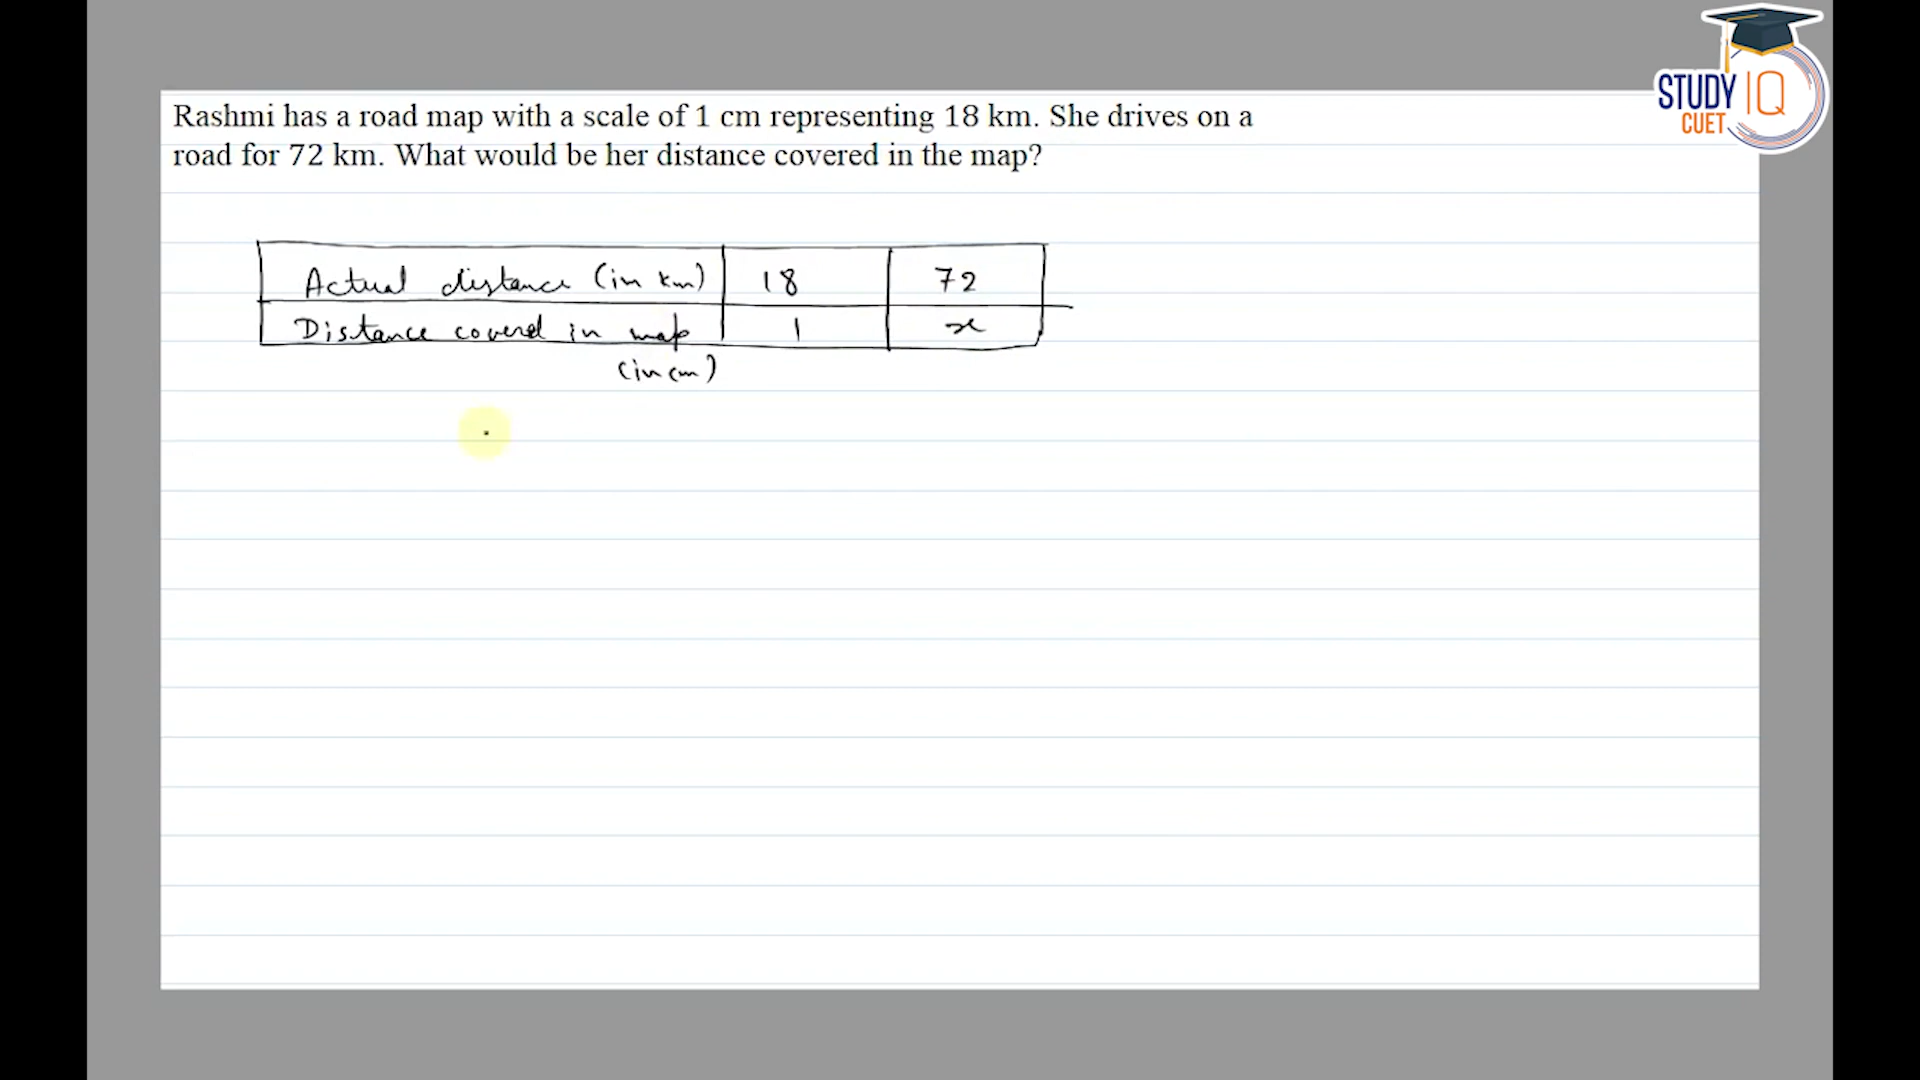 STUDY IQ
CUET
Rashmi has a road map with a scale of 1 cm representing 18 km. She drives on a
road for 72 km. What would be her distance covered in the map?
Actual distance (in km) 18 72
Distance covered in map 1 x
(in cm)